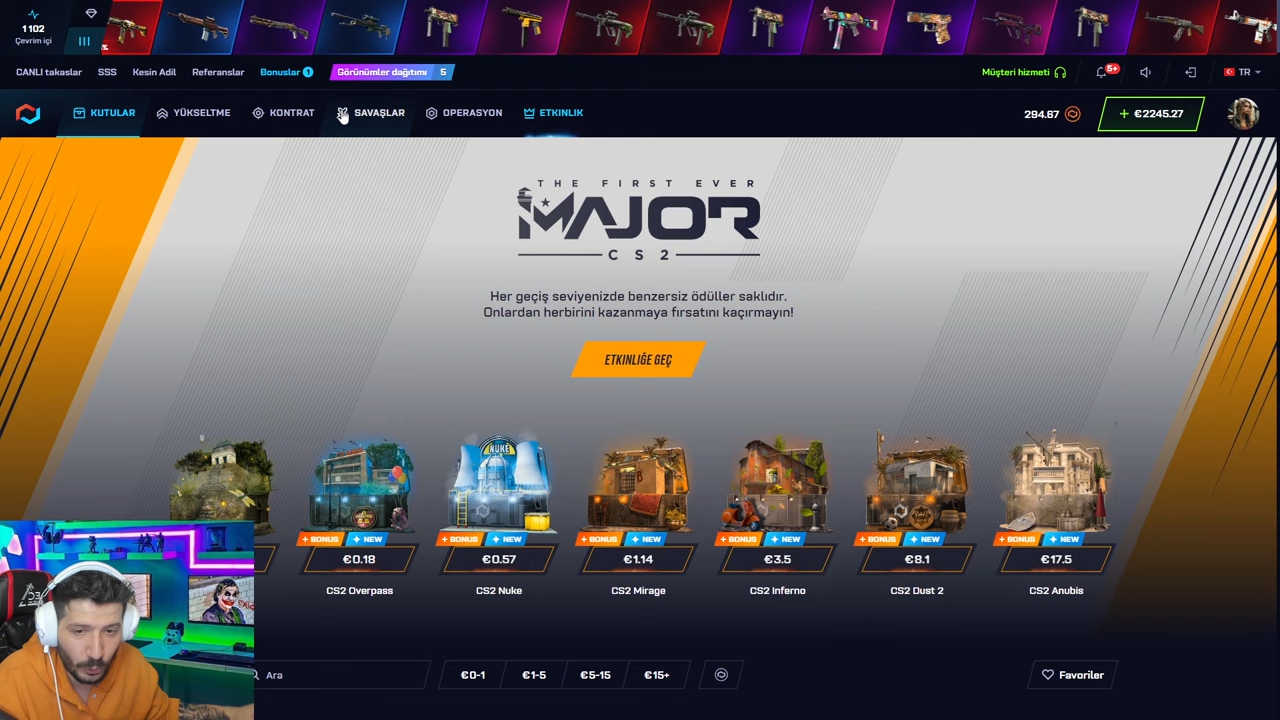 1102
Çevrim içi
CANLI takaslar
SSS
Kesin Adil
Referanslar
Bonuslar 1
Görünümler dağıtımı 5
Müşteri hizmeti
5+
TR
KUTULAR
YÜKSELTME
KONTRAT
SAVAŞLAR
OPERASYON
ETKINLIK
294.67
+ €2245.27
THE FIRST EVER
MAJOR
CS2
Her geçiş seviyenizde benzersiz ödüller saklıdır.
Onlardan herbirini kazanmaya fırsatını kaçırmayın!
ETKINLIĞE GEÇ
NUKE
+ BONUS NEW
+ BONUS NEW
+ BONUS NEW
+ BONUS NEW
+ BONUS NEW
+ BONUS NEW
€0.18
€0.57
€1.14
€3.5
€8.1
€17.5
CS2 Overpass
CS2 Nuke
CS2 Mirage
CS2 Inferno
CS2 Dust 2
CS2 Anubis
Ara
€0-1
€1-5
€5-15
€15+
Favoriler